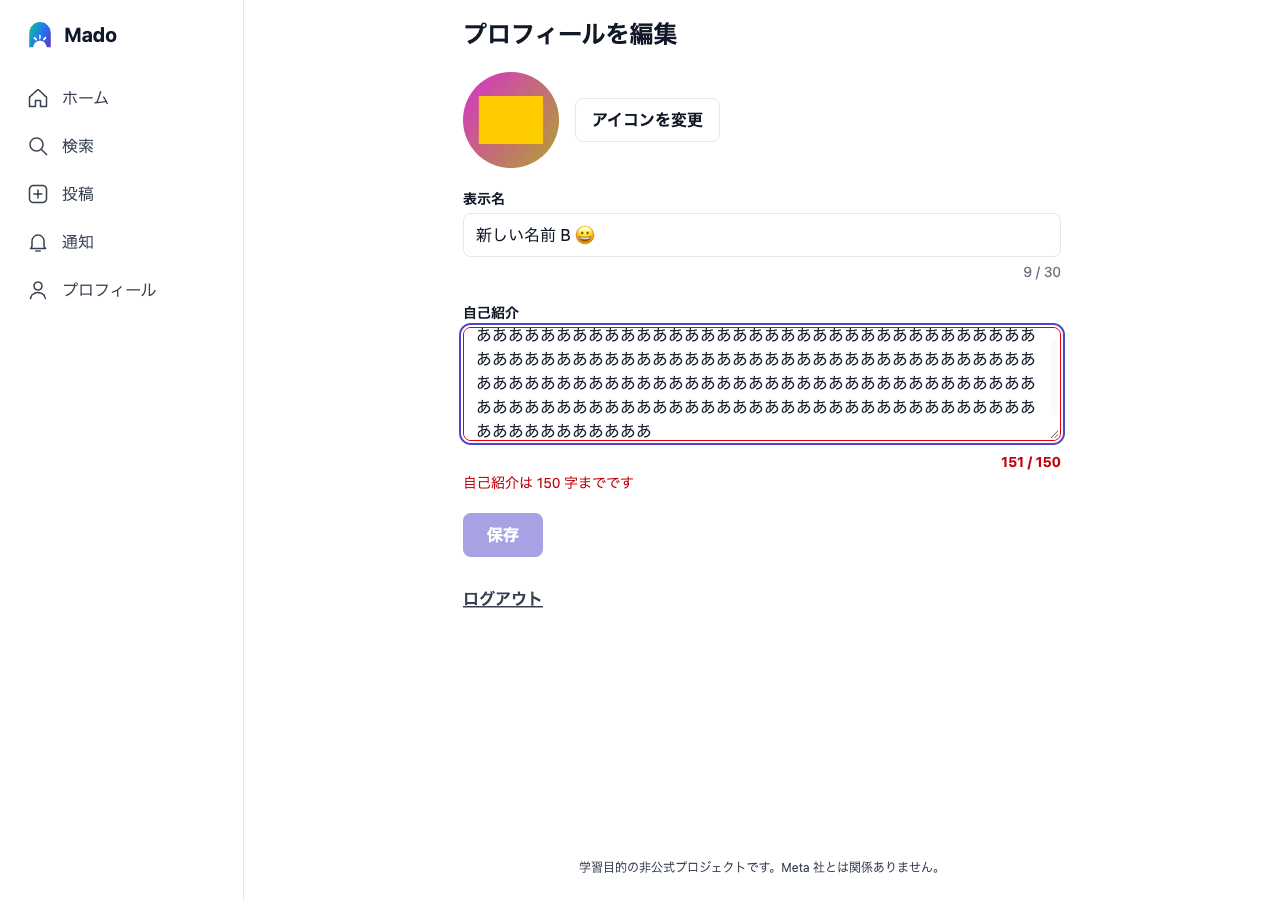 Mado
ホーム
検索
投稿
通知
プロフィール
プロフィールを編集
アイコンを変更
表示名
新しい名前 B 😀
9 / 30
自己紹介
あああああああああああああああああああああああああああああああああああ
あああああああああああああああああああああああああああああああああああ
あああああああああああああああああああああああああああああああああああ
あああああああああああああああああああああああああああああああああああ
あああああああああああ
151 / 150
自己紹介は 150 字までです
保存
ログアウト
学習目的の非公式プロジェクトです。Meta 社とは関係ありません。